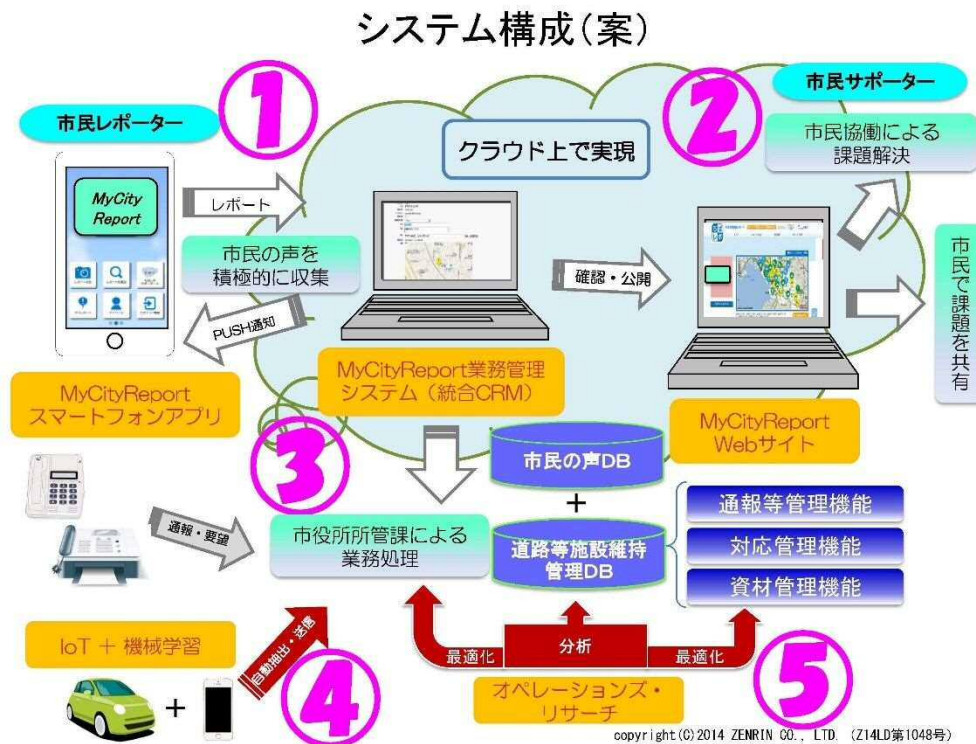 システム構成(案)
①
②
市民レポーター
市民サポーター
クラウド上で実現
市民協働による
課題解決
MyCity
Report
レポート
市民の声を
積極的に収集
確認・公開
市民で課題を共有
PUSH通知
MyCityReport
スマートフォンアプリ
MyCityReport業務管理
システム(統合CRM)
MyCityReport
Webサイト
③
市民の声DB
+
通報・要望
市役所所管課による
業務処理
道路等施設維持
管理DB
通報等管理機能
対応管理機能
資材管理機能
IoT + 機械学習
自動抽出・送信
④
+
最適化
分析
最適化
⑤
オペレーションズ・
リサーチ
copyright(C)2014 ZENRIN CO., LTD. (Z14LD第1048号)